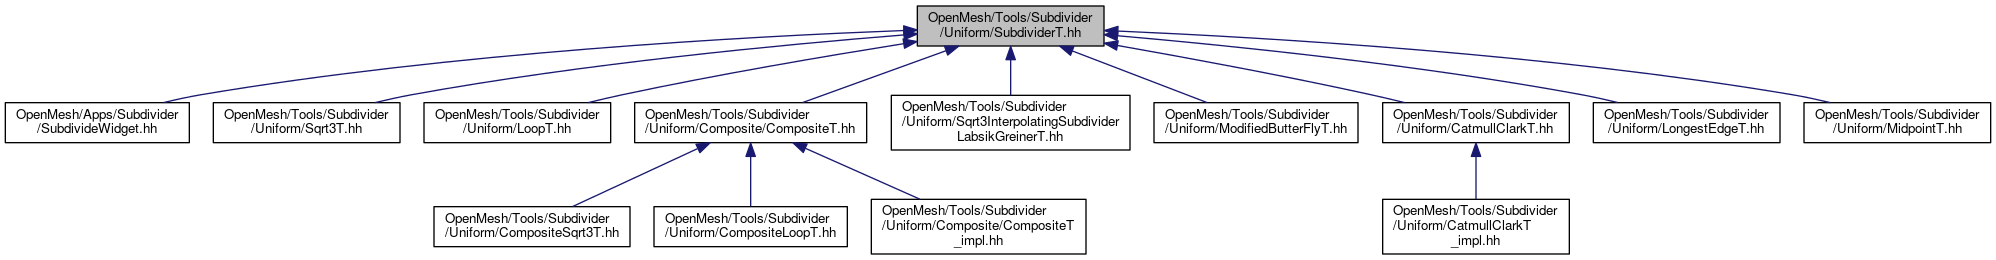 OpenMesh/Tools/Subdivider
/Uniform/SubdividerT.hh
OpenMesh/Apps/Subdivider
/SubdivideWidget.hh
OpenMesh/Tools/Subdivider
/Uniform/Sqrt3T.hh
OpenMesh/Tools/Subdivider
/Uniform/LoopT.hh
OpenMesh/Tools/Subdivider
/Uniform/Composite/CompositeT.hh
OpenMesh/Tools/Subdivider
/Uniform/Sqrt3InterpolatingSubdivider
LabsikGreinerT.hh
OpenMesh/Tools/Subdivider
/Uniform/ModifiedButterFlyT.hh
OpenMesh/Tools/Subdivider
/Uniform/CatmullClarkT.hh
OpenMesh/Tools/Subdivider
/Uniform/LongestEdgeT.hh
OpenMesh/Tools/Subdivider
/Uniform/MidpointT.hh
OpenMesh/Tools/Subdivider
/Uniform/CompositeSqrt3T.hh
OpenMesh/Tools/Subdivider
/Uniform/CompositeLoopT.hh
OpenMesh/Tools/Subdivider
/Uniform/Composite/CompositeT
_impl.hh
OpenMesh/Tools/Subdivider
/Uniform/CatmullClarkT
_impl.hh